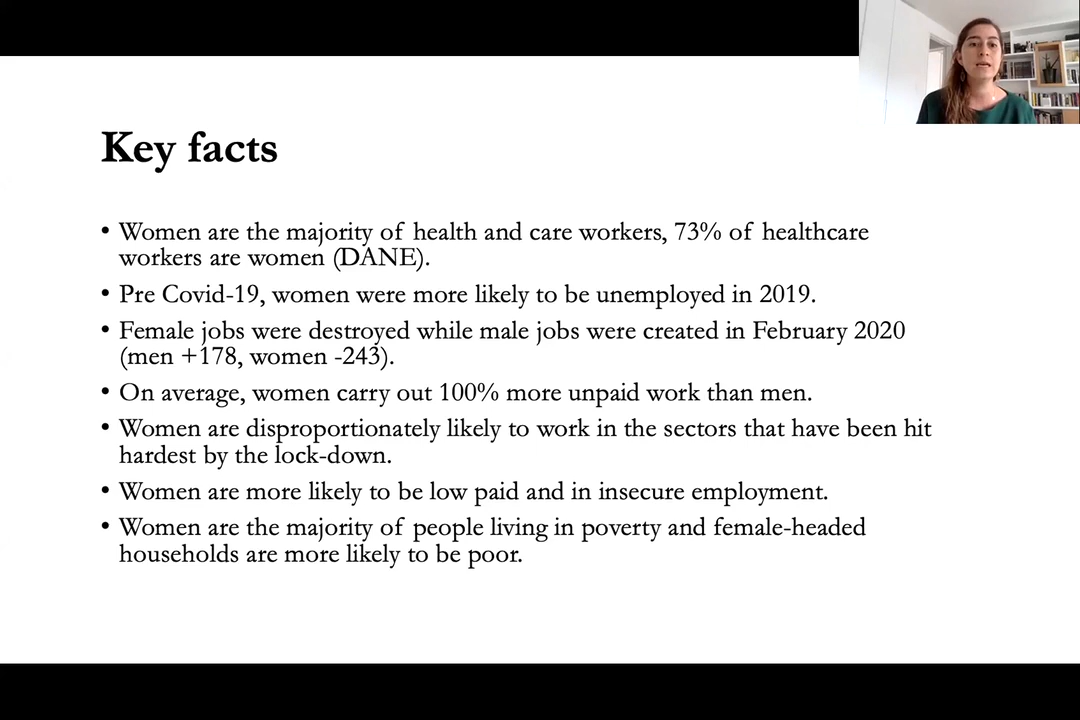 Key facts
• Women are the majority of health and care workers, 73% of healthcare
workers are women (DANE).
• Pre Covid-19, women were more likely to be unemployed in 2019.
• Female jobs were destroyed while male jobs were created in February 2020
(men +178, women -243).
• On average, women carry out 100% more unpaid work than men.
• Women are disproportionately likely to work in the sectors that have been hit
hardest by the lock-down.
• Women are more likely to be low paid and in insecure employment.
• Women are the majority of people living in poverty and female-headed
households are more likely to be poor.